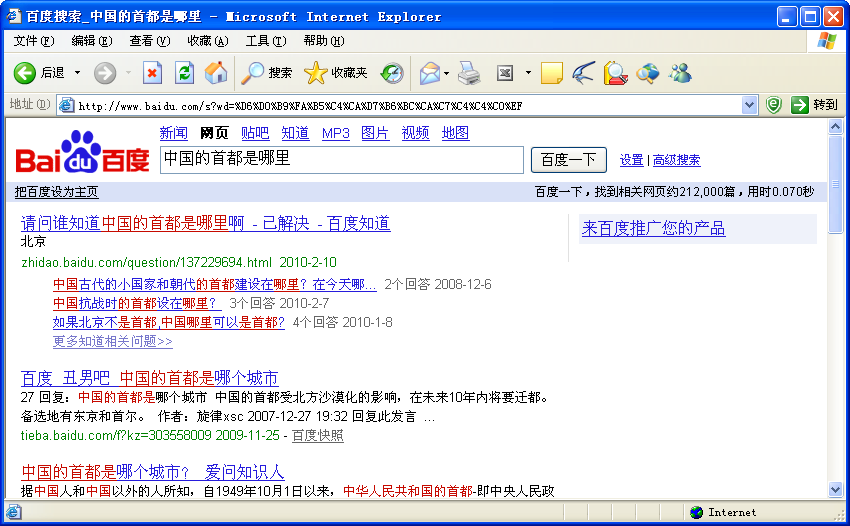 百度搜索_中国的首都是哪里 - Microsoft Internet Explorer
文件(F) 编辑(E) 查看(V) 收藏(A) 工具(T) 帮助(H)
后退 搜索 收藏夹
地址(D) http://www.baidu.com/s?wd=%D6%D0%B9%FA%B5%C4%CA%D7%B6%BC%CA%C7%C4%C4%C0%EF 转到
新闻 网页 贴吧 知道 MP3 图片 视频 地图
Bai du 百度 中国的首都是哪里 百度一下 设置 | 高级搜索
把百度设为主页 百度一下，找到相关网页约212,000篇，用时0.070秒
请问谁知道中国的首都是哪里啊 - 已解决 - 百度知道
来百度推广您的产品
北京
zhidao.baidu.com/question/137229694.html 2010-2-10
中国古代的小国家和朝代的首都建设在哪里？在今天哪... 2个回答 2008-12-6
中国抗战时的首都设在哪里？ 3个回答 2010-2-7
如果北京不是首都,中国哪里可以是首都? 4个回答 2010-1-8
更多知道相关问题>>
百度 丑男吧 中国的首都是哪个城市
27 回复：中国的首都是哪个城市 中国的首都受北方沙漠化的影响，在未来10年内将要迁都。
备选地有东京和首尔。 作者：旋律xsc 2007-12-27 19:32 回复此发言 ...
tieba.baidu.com/f?kz=303558009 2009-11-25 - 百度快照
中国的首都是哪个城市？ 爱问知识人
据中国人和中国以外的人所知，自1949年10月1日以来，中华人民共和国的首都-即中央人民政
Internet